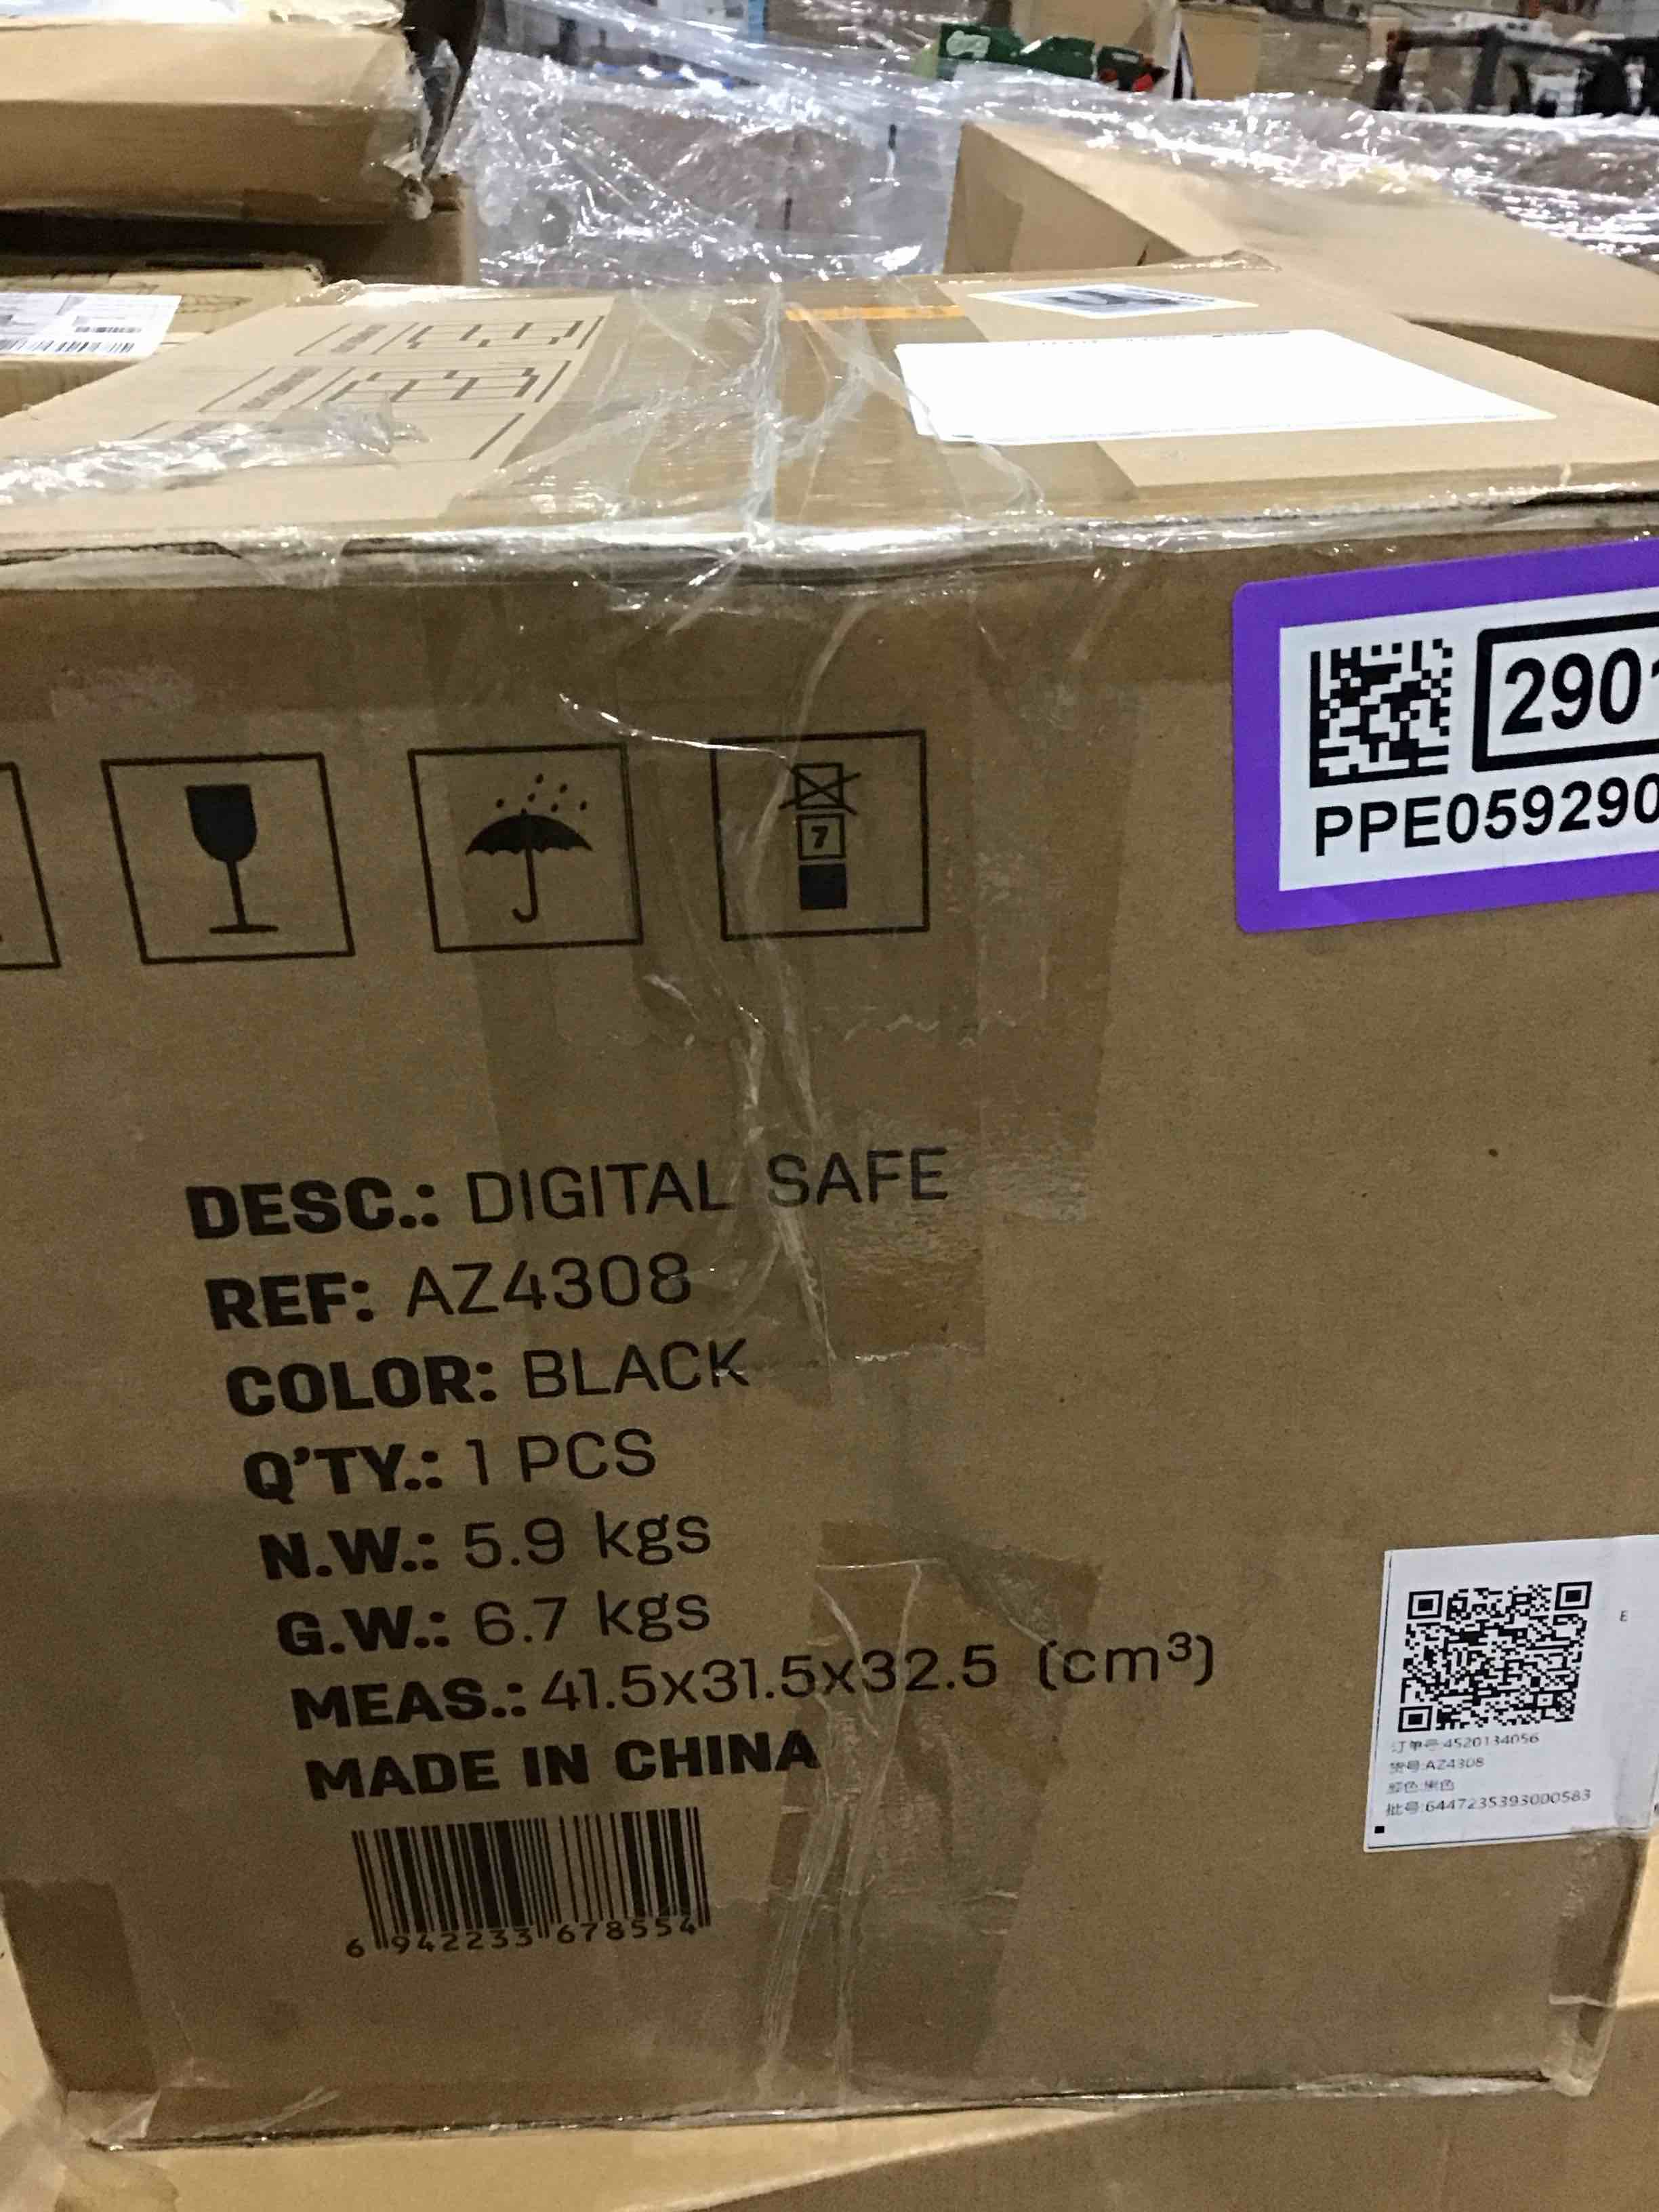 290
PPE059290
7
DESC.: DIGITAL SAFE
REF: AZ4308
COLOR: BLACK
Q'TY.: 1 PCS
N.W.: 5.9 kgs
G.W.: 6.7 kgs
MEAS.: 41.5x31.5x32.5 (cm³)
MADE IN CHINA
6 942233 678554
E
订单号:4520134056
货号:AZ4308
颜色:黑色
批号:6447235393000583